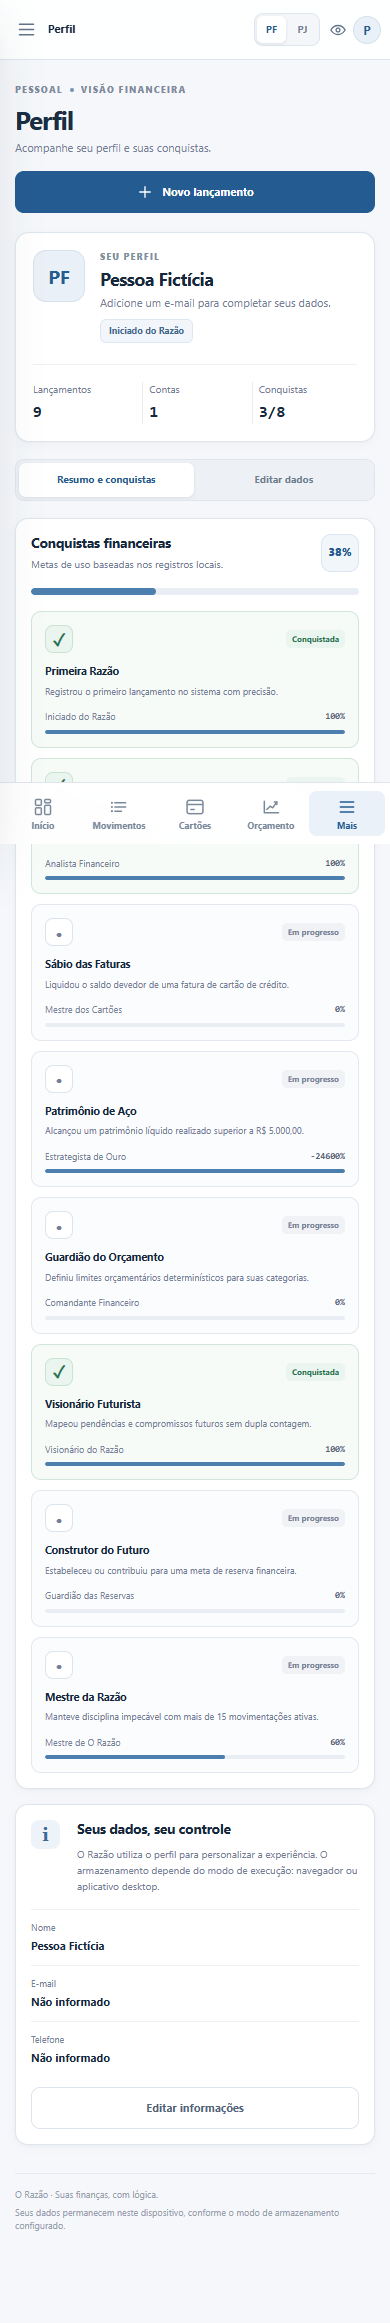 Perfil
PF
PJ
P
PESSOAL • VISÃO FINANCEIRA
Perfil
Acompanhe seu perfil e suas conquistas.
+ Novo lançamento
PF
SEU PERFIL
Pessoa Fictícia
Adicione um e-mail para completar seus dados.
Iniciado do Razão
Lançamentos
Contas
Conquistas
9
1
3/8
Resumo e conquistas
Editar dados
Conquistas financeiras
Metas de uso baseadas nos registros locais.
38%
✓
Conquistada
Primeira Razão
Registrou o primeiro lançamento no sistema com precisão.
Iniciado do Razão
100%
Início
Movimentos
Cartões
Orçamento
Mais
Analista Financeiro
100%
Em progresso
Sábio das Faturas
Liquidou o saldo devedor de uma fatura de cartão de crédito.
Mestre dos Cartões
0%
Em progresso
Patrimônio de Aço
Alcançou um patrimônio líquido realizado superior a R$ 5.000,00.
Estrategista de Ouro
-24600%
Em progresso
Guardião do Orçamento
Definiu limites orçamentários determinísticos para suas categorias.
Comandante Financeiro
0%
✓
Conquistada
Visionário Futurista
Mapeou pendências e compromissos futuros sem dupla contagem.
Visionário do Razão
100%
Em progresso
Construtor do Futuro
Estabeleceu ou contribuiu para uma meta de reserva financeira.
Guardião das Reservas
0%
Em progresso
Mestre da Razão
Manteve disciplina impecável com mais de 15 movimentações ativas.
Mestre de O Razão
60%
i
Seus dados, seu controle
O Razão utiliza o perfil para personalizar a experiência. O
armazenamento depende do modo de execução: navegador ou
aplicativo desktop.
Nome
Pessoa Fictícia
E-mail
Não informado
Telefone
Não informado
Editar informações
O Razão · Suas finanças, com lógica.
Seus dados permanecem neste dispositivo, conforme o modo de armazenamento
configurado.